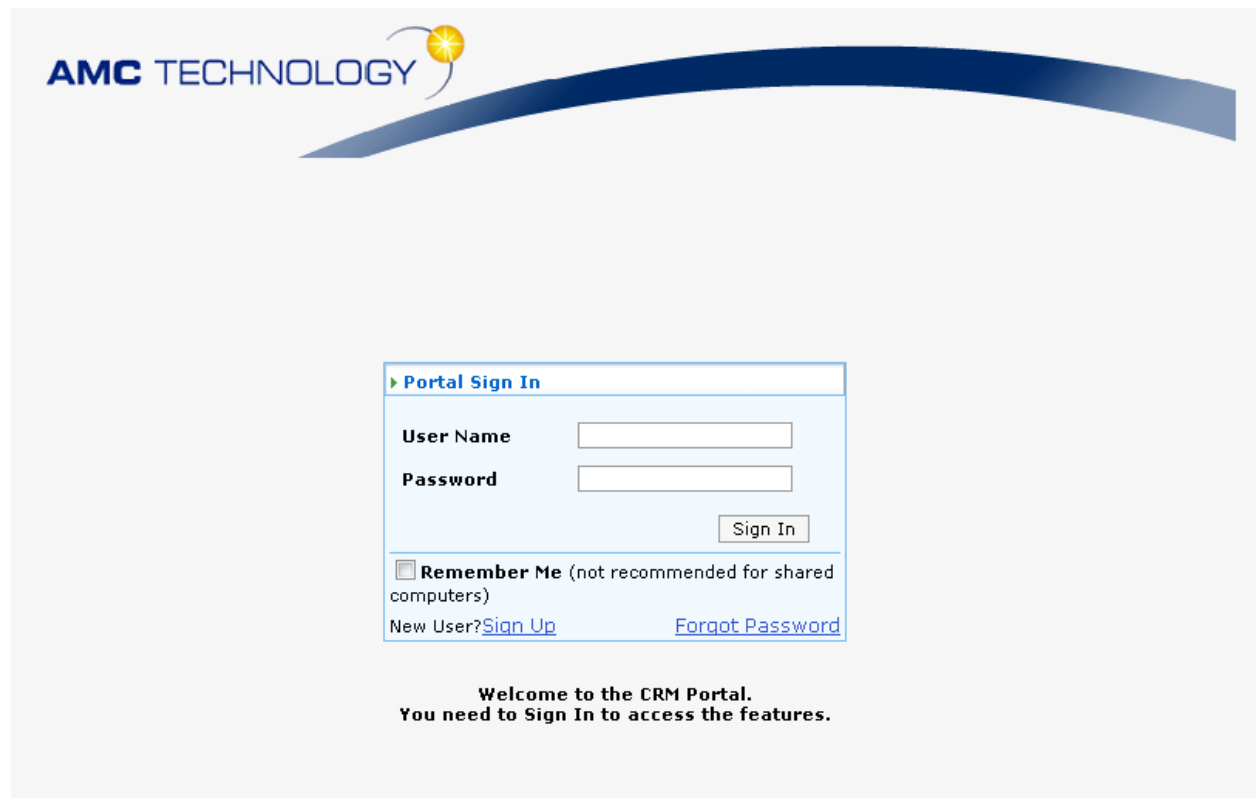 AMC TECHNOLOGY
Portal Sign In
User Name
Password
Sign In
Remember Me (not recommended for shared
computers)
New User?Sign Up Forgot Password
Welcome to the CRM Portal.
You need to Sign In to access the features.